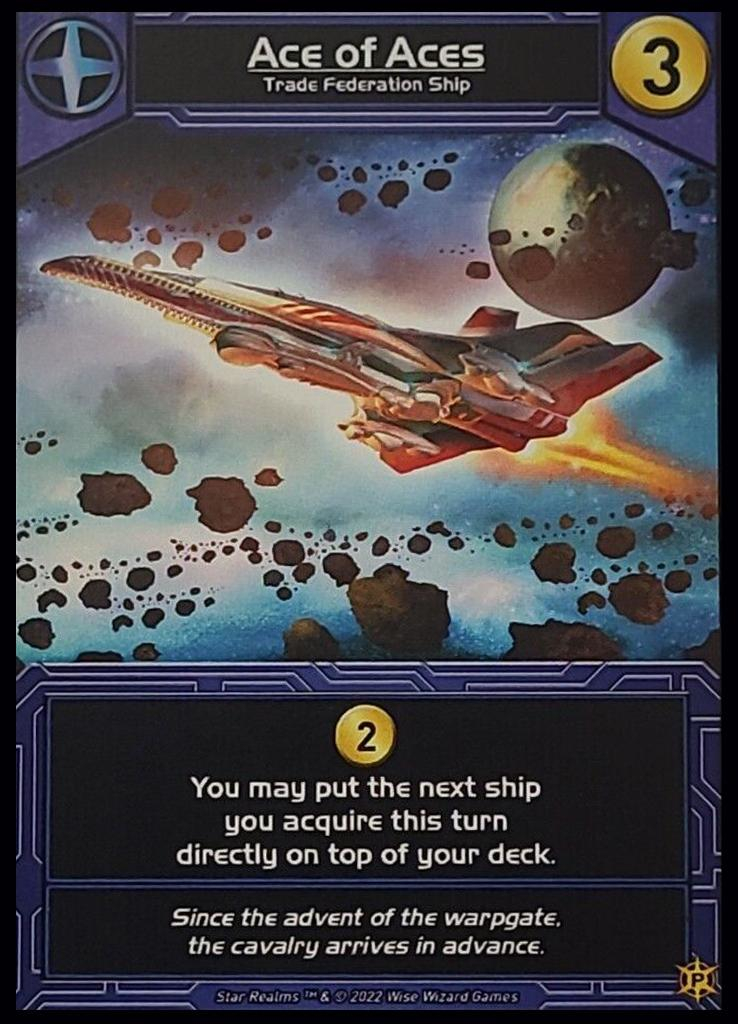 Ace of Aces
3
Trade Federation Ship
2
You may put the next ship
you acquire this turn
directly on top of your deck.
Since the advent of the warpgate,
the cavalry arrives in advance.
P
Star Realms ™ & © 2022 Wise Wizard Games